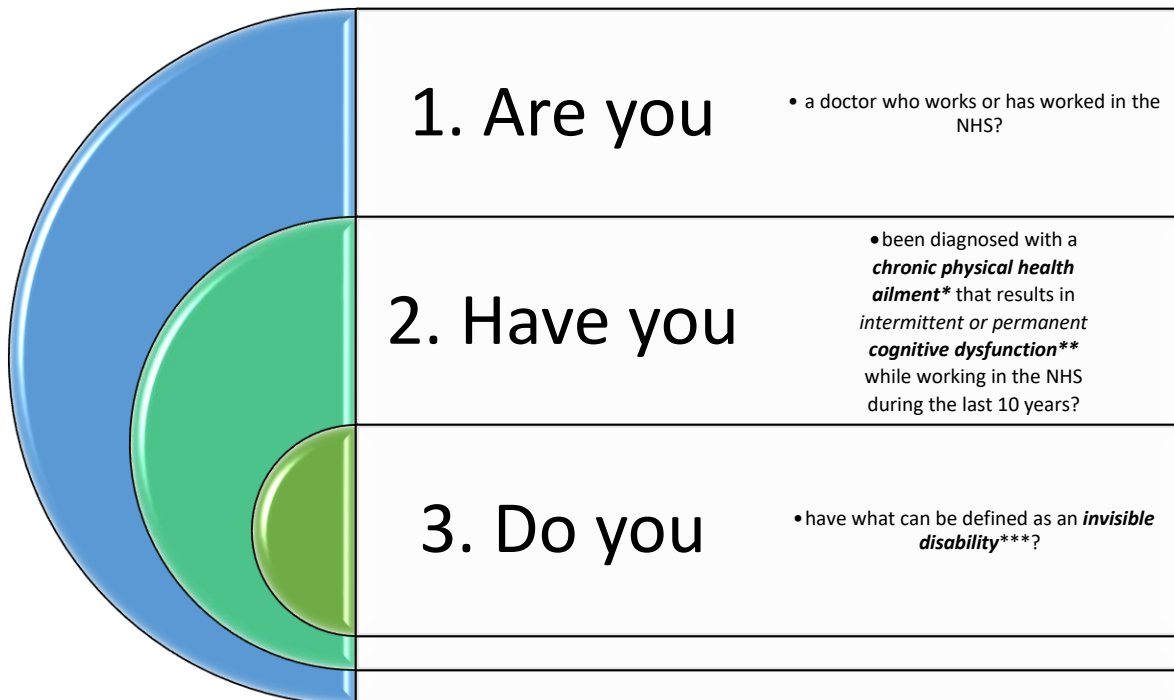 1. Are you
• a doctor who works or has worked in the
NHS?
2. Have you
•been diagnosed with a
chronic physical health
ailment* that results in
intermittent or permanent
cognitive dysfunction**
while working in the NHS
during the last 10 years?
3. Do you
•have what can be defined as an invisible
disability***?